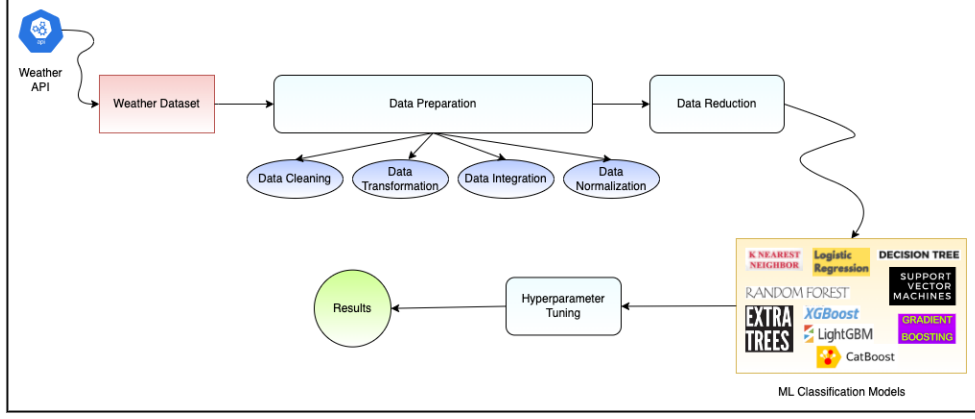 api
Weather
API
Weather Dataset
Data Preparation
Data Reduction
Data Cleaning
Data
Transformation
Data Integration
Data
Normalization
K NEAREST
NEIGHBOR
Logistic
Regression
DECISION TREE
SUPPORT
VECTOR
MACHINES
RANDOM FOREST
EXTRA
TREES
XGBoost
LightGBM
GRADIENT
BOOSTING
CatBoost
Hyperparameter
Tuning
Results
ML Classification Models